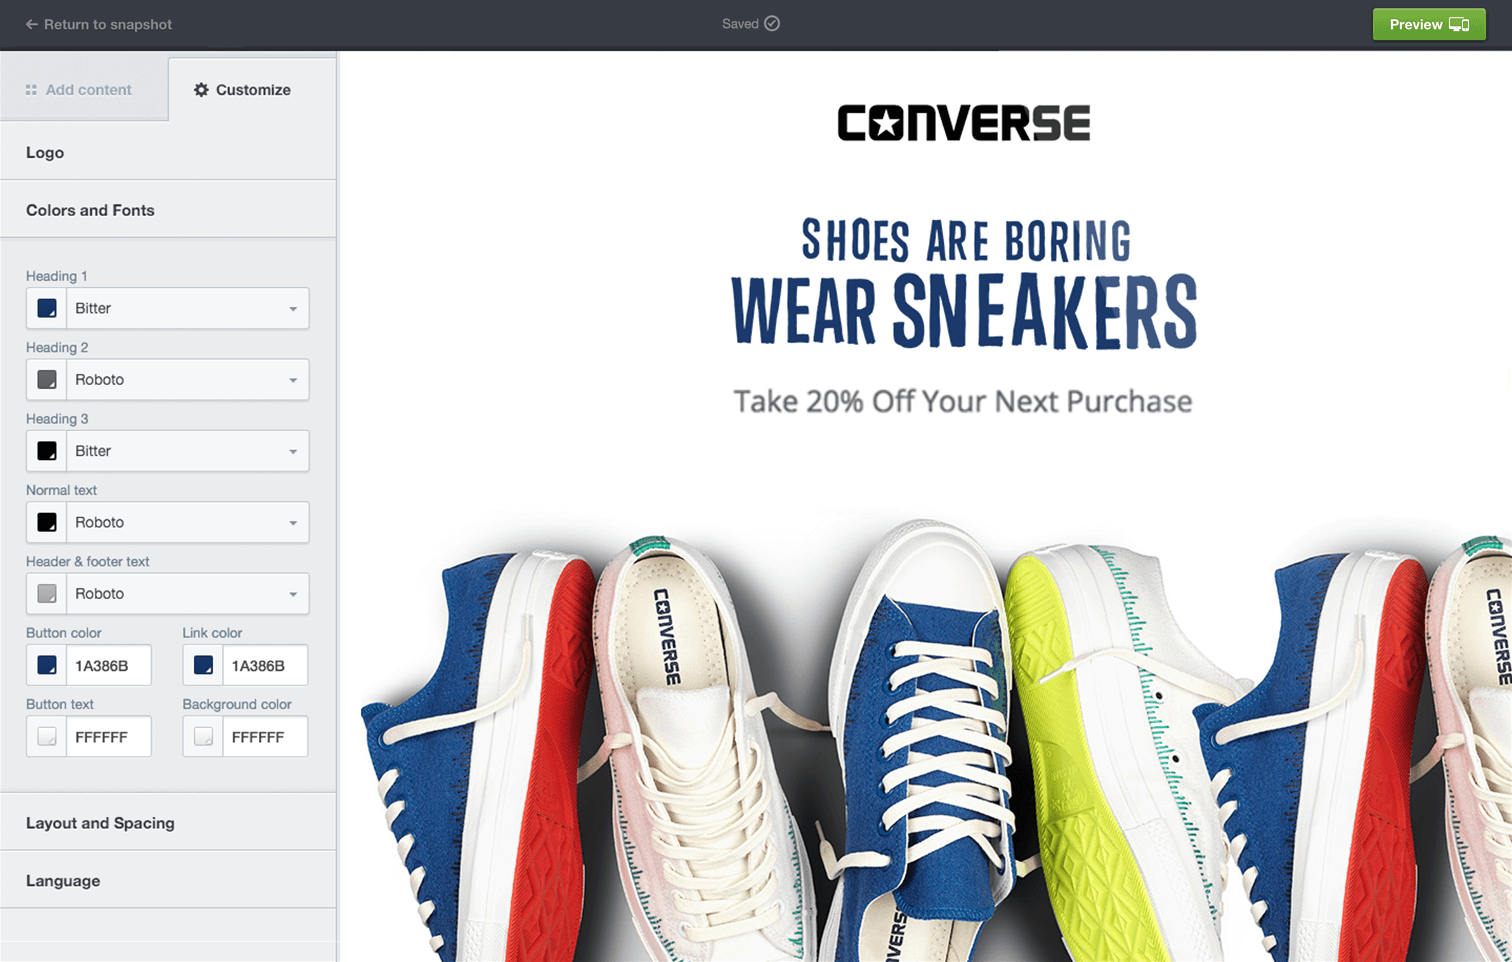 Return to snapshot
Saved
Preview
Add content
Customize
Logo
Colors and Fonts
Heading 1
Bitter
Heading 2
Roboto
Heading 3
Bitter
Normal text
Roboto
Header & footer text
Roboto
Button color
Link color
1A386B
1A386B
Button text
Background color
FFFFFF
FFFFFF
Layout and Spacing
Language
CONVERSE
SHOES ARE BORING
WEAR SNEAKERS
Take 20% Off Your Next Purchase
CONVERSE
CONVERSE